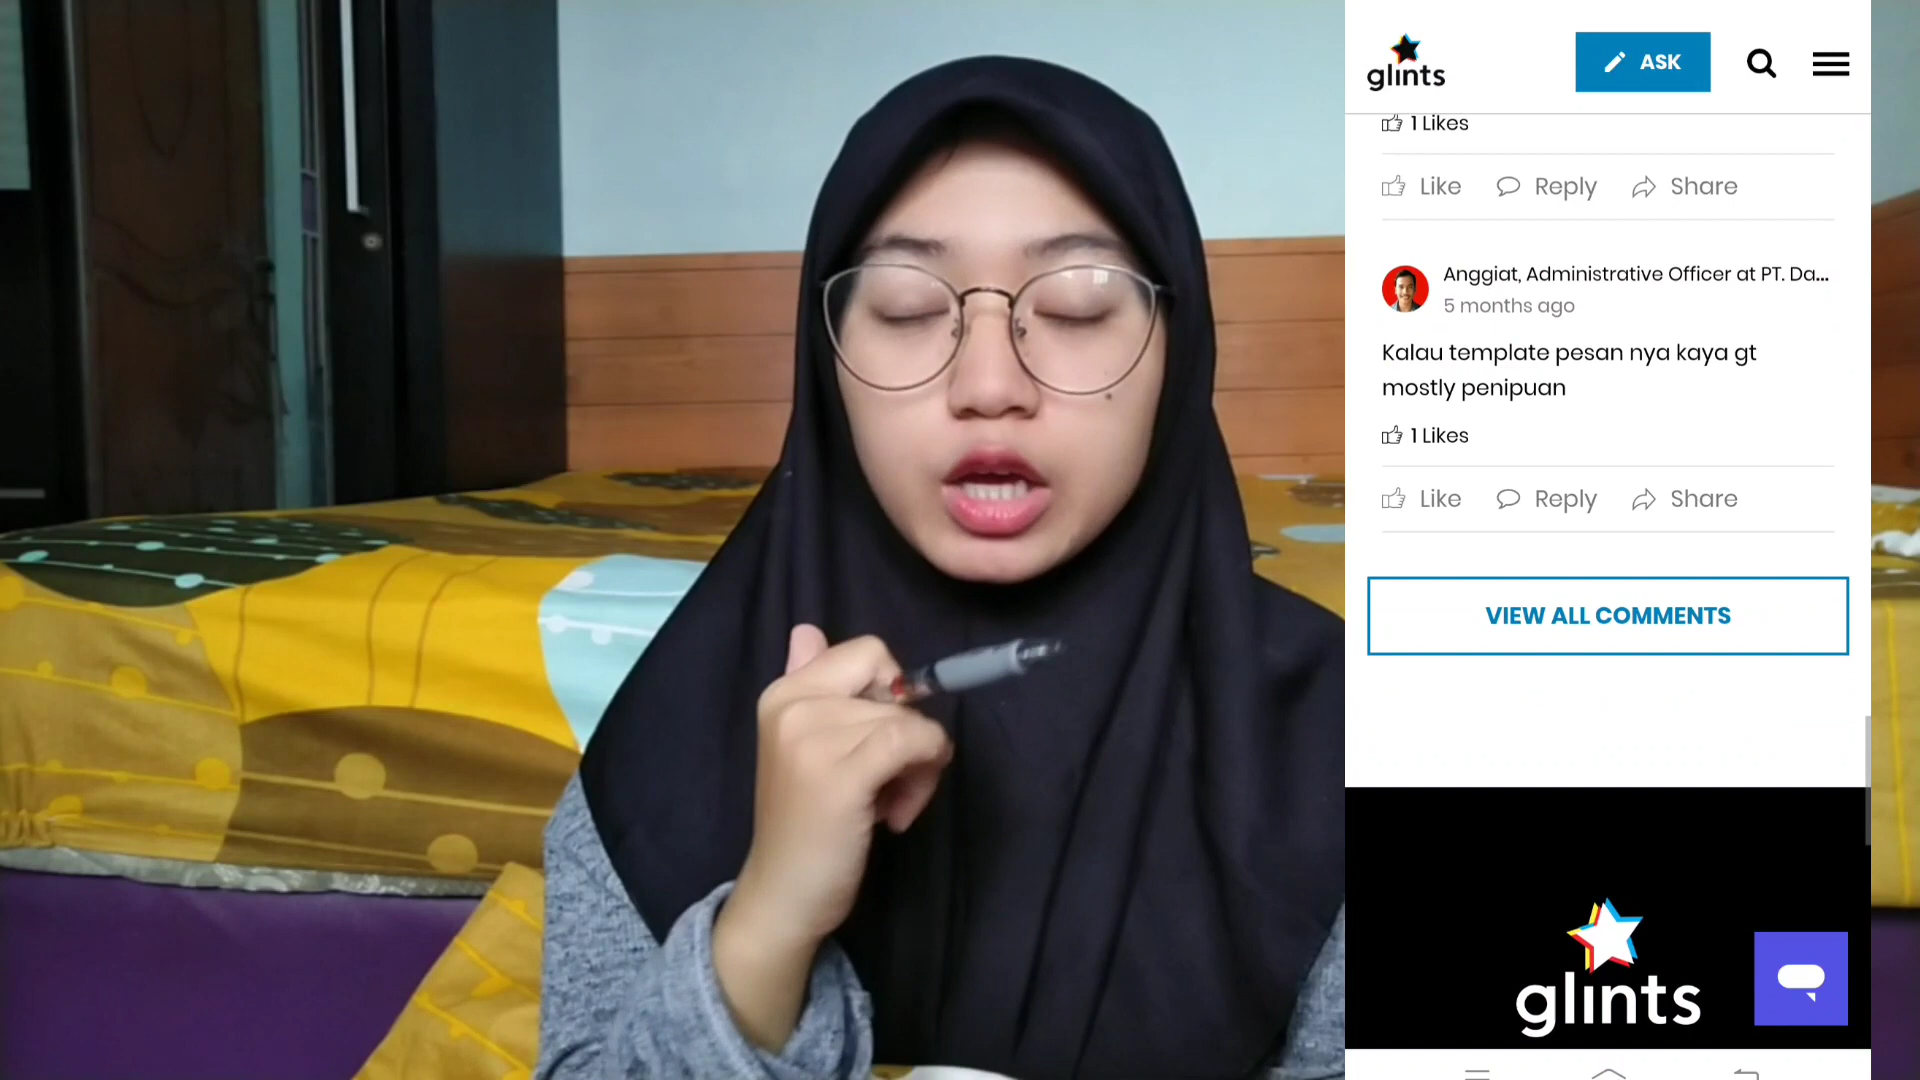 glints
ASK
1 Likes
Like Reply Share
Anggiat, Administrative Officer at PT. Da...
5 months ago
Kalau template pesan nya kaya gt
mostly penipuan
1 Likes
Like Reply Share
VIEW ALL COMMENTS
glints